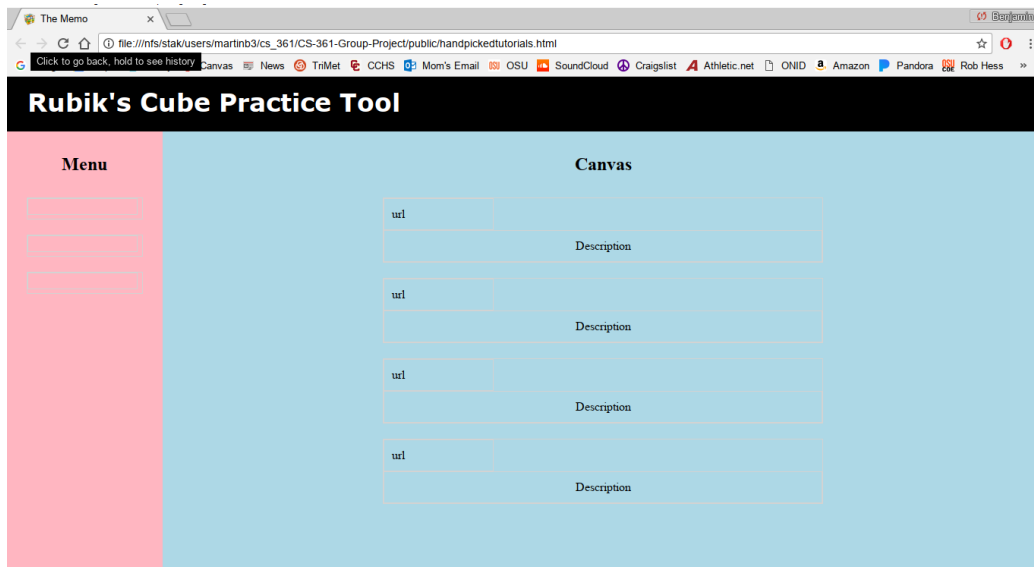 The Memo
Benjamin
file:///nfs/stak/users/martinb3/cs_361/CS-361-Group-Project/public/handpickedtutorials.html
Click to go back, hold to see history
Canvas News TriMet CCHS Mom's Email OSU SoundCloud Craigslist Athletic.net ONID Amazon Pandora Rob Hess »
Rubik's Cube Practice Tool
Menu
Canvas
url
Description
url
Description
url
Description
url
Description